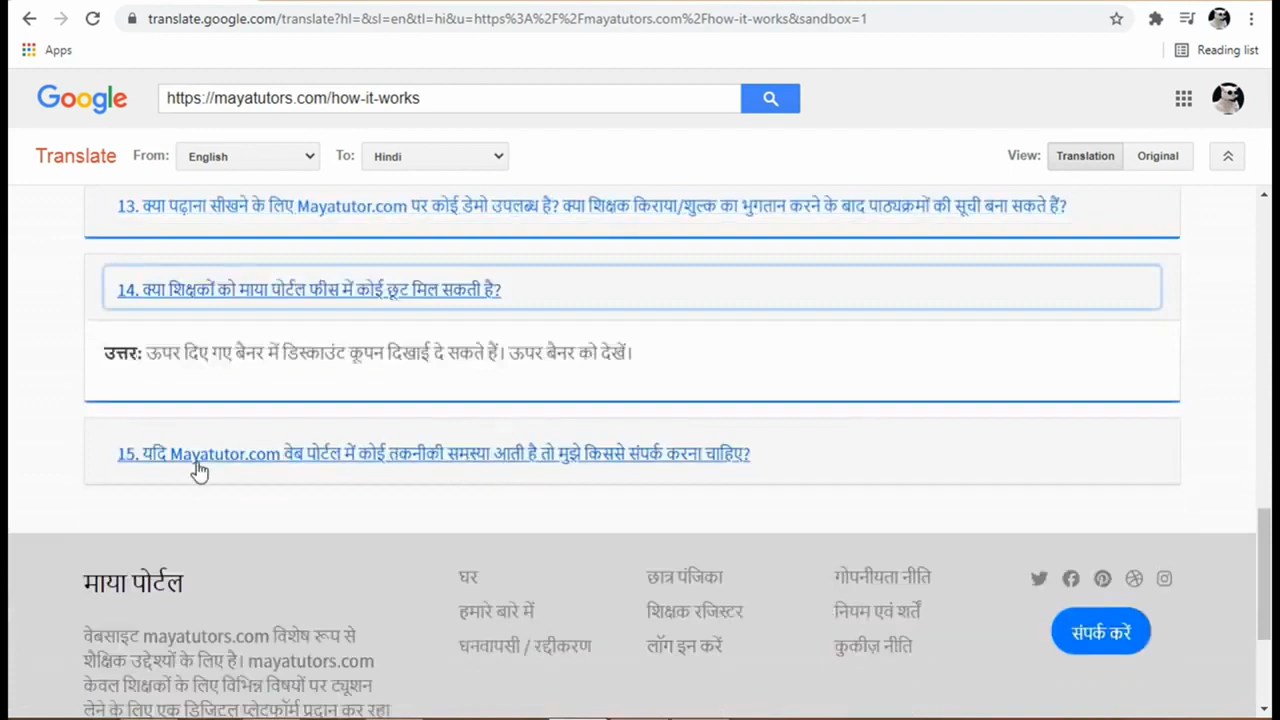 translate.google.com/translate?hl=&sl=en&tl=hi&u=https%3A%2F%2Fmayatutors.com%2Fhow-it-works&sandbox=1
Apps
Reading list
Google
https://mayatutors.com/how-it-works
Translate From: English To: Hindi View: Translation Original
13. क्या पढ़ाना सीखने के लिए Mayatutor.com पर कोई डेमो उपलब्ध है? क्या शिक्षक किराया/शुल्क का भुगतान करने के बाद पाठ्यक्रमों की सूची बना सकते हैं?
14. क्या शिक्षकों को माया पोर्टल फीस में कोई छूट मिल सकती है?
उत्तर: ऊपर दिए गए बैनर में डिस्काउंट कूपन दिखाई दे सकते हैं। ऊपर बैनर को देखें।
15. यदि Mayatutor.com वेब पोर्टल में कोई तकनीकी समस्या आती है तो मुझे किससे संपर्क करना चाहिए?
माया पोर्टल
वेबसाइट mayatutors.com विशेष रूप से
शैक्षिक उद्देश्यों के लिए है। mayatutors.com
केवल शिक्षकों के लिए विभिन्न विषयों पर ट्यूशन
लेने के लिए एक डिजिटल प्लेटफॉर्म प्रदान कर रहा
घर
हमारे बारे में
धनवापसी / रद्दीकरण
छात्र पंजिका
शिक्षक रजिस्टर
लॉग इन करें
गोपनीयता नीति
नियम एवं शर्तें
कुकीज़ नीति
संपर्क करें